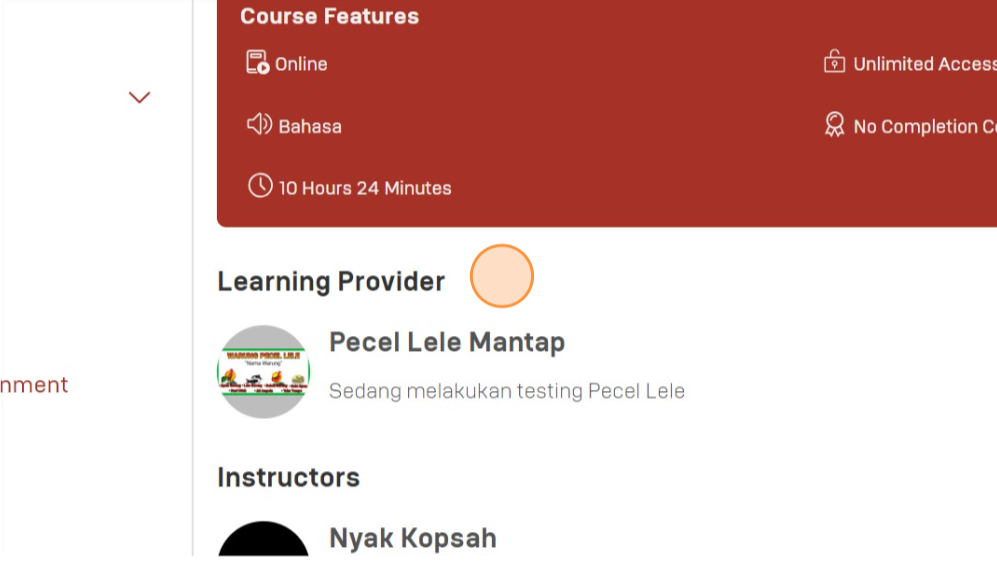 Course Features
Online
Unlimited Access
Bahasa
No Completion C
10 Hours 24 Minutes
Learning Provider
WARUNG PECEL LELE
"Nama Warung"
Pecel Lele Mantap
Sedang melakukan testing Pecel Lele
nment
Instructors
Nyak Kopsah